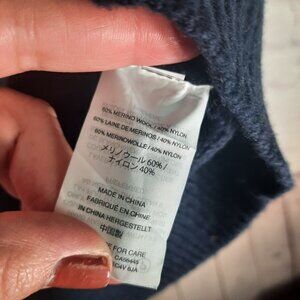 60% MERINO WOOL / 40% NYLON
60% LAINE DE MERINOS / 40% NYLON
60% MERINOWOLLE / 40% NYLON
メリノウール 60% /
ナイロン 40%
MADE IN CHINA
FABRIQUÉ EN CHINE
IN CHINA HERGESTELLT
中国製
FOR CARE
CA56445
6JA